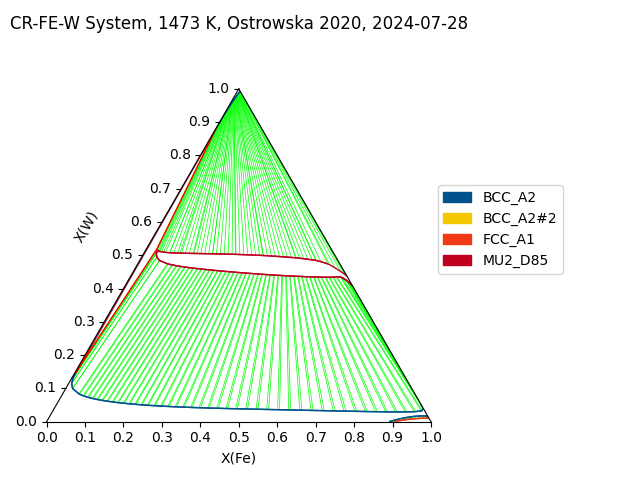 CR-FE-W System, 1473 K, Ostrowska 2020, 2024-07-28
1.0
0.9
0.8
0.7
0.6
X(W)
0.5
0.4
0.3
0.2
0.1
0.0
0.0 0.1 0.2 0.3 0.4 0.5 0.6 0.7 0.8 0.9 1.0
X(Fe)
BCC_A2
BCC_A2#2
FCC_A1
MU2_D85